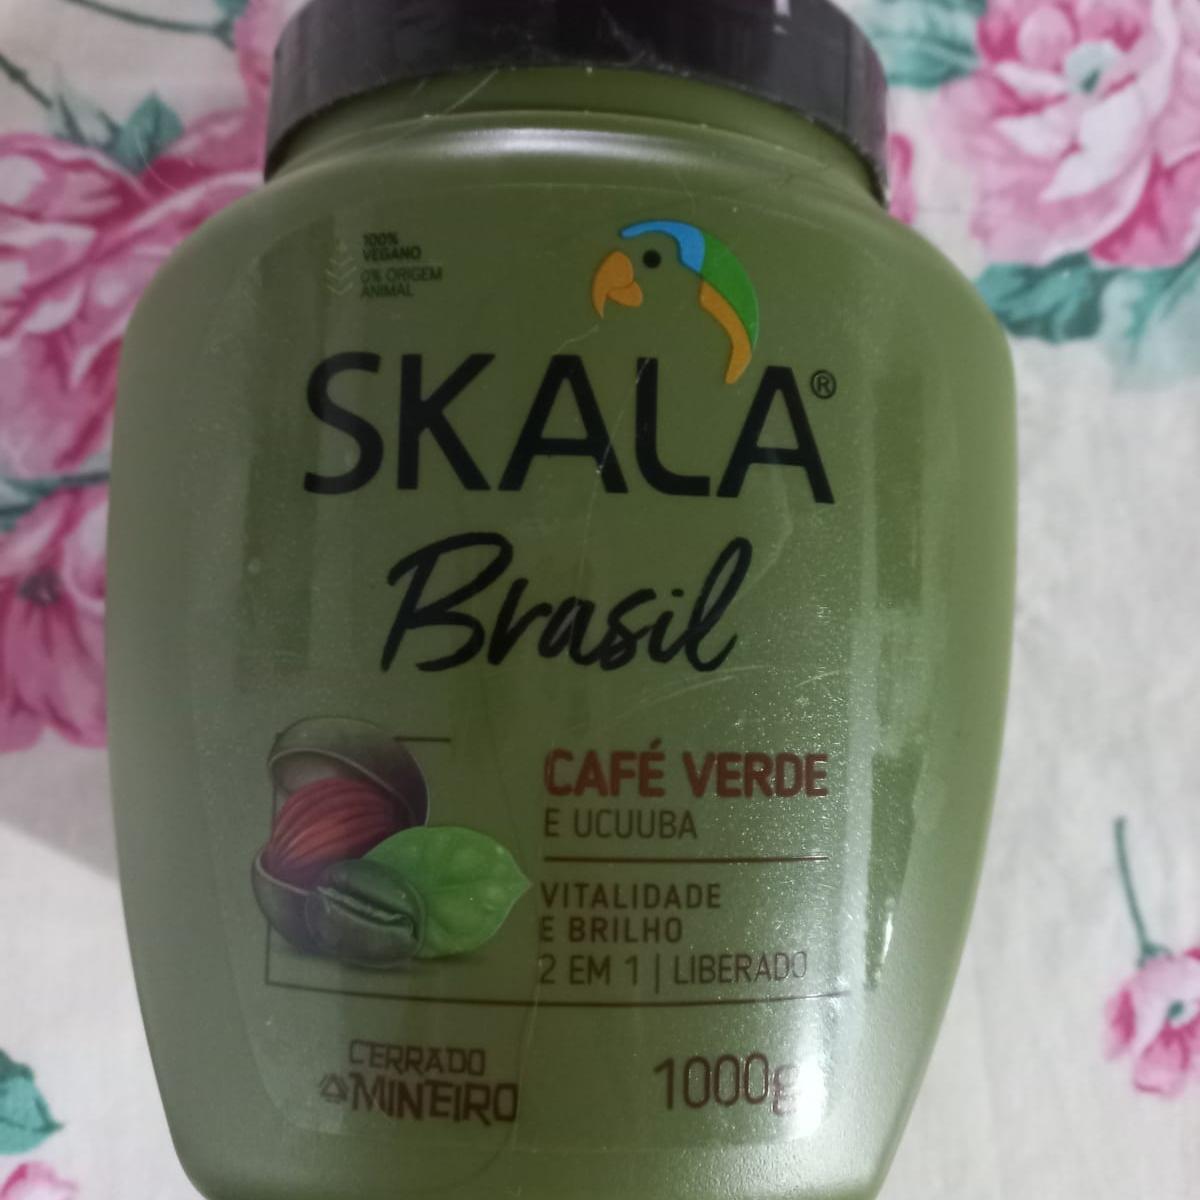 100%
VEGANO
0% ORIGEM
ANIMAL
SKALA®
Brasil
CAFÉ VERDE
E UCUUBA
VITALIDADE
E BRILHO
2 EM 1 | LIBERADO
CERRADO
MINEIRO
1000g